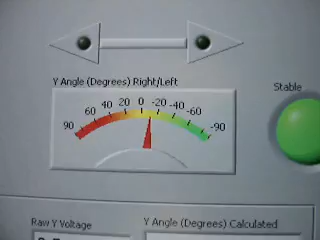 Y Angle (Degrees) Right/Left
Stable
90 60 40 20 0 -20 -40 -60 -90
Raw Y Voltage
Y Angle (Degrees) Calculated